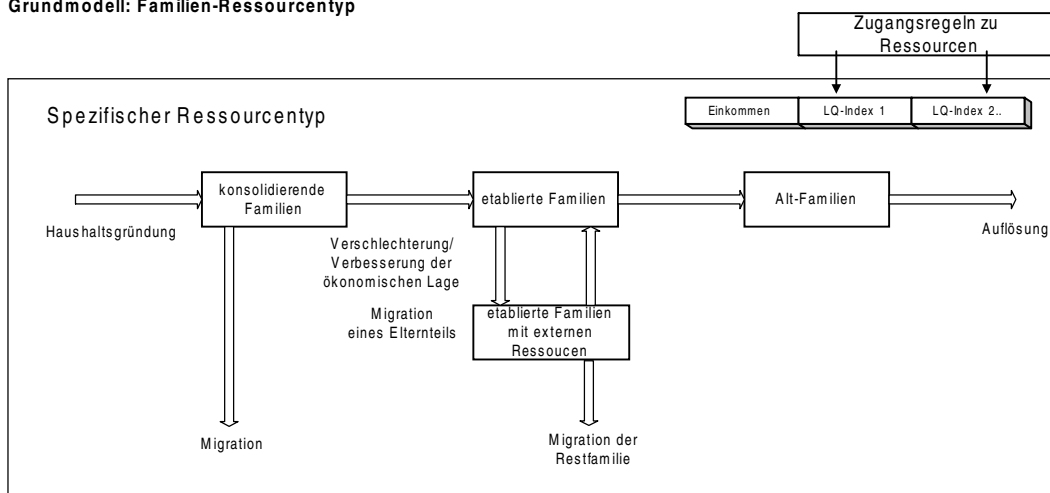 Grundmodell: Familien-Ressourcentyp
Zugangsregeln zu
Ressourcen
Spezifischer Ressourcentyp
Einkommen
LQ-Index 1
LQ-Index 2..
konsolidierende
Familien
etablierte Familien
Alt-Familien
Haushaltsgründung
Auflösung
Verschlechterung/
Verbesserung der
ökonomischen Lage
Migration
eines Elternteils
etablierte Familien
mit externen
Ressoucen
Migration
Migration der
Restfamilie